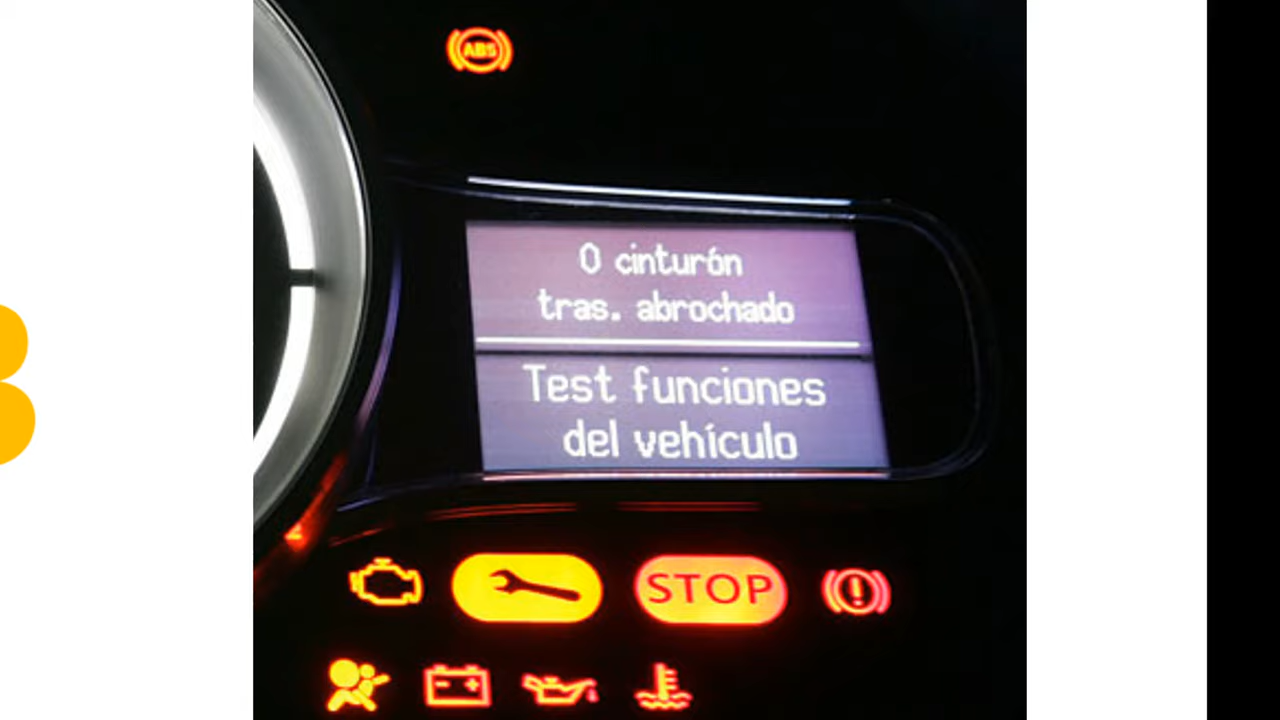 ABS
0 cinturón
tras. abrochado
Test funciones
del vehículo
STOP